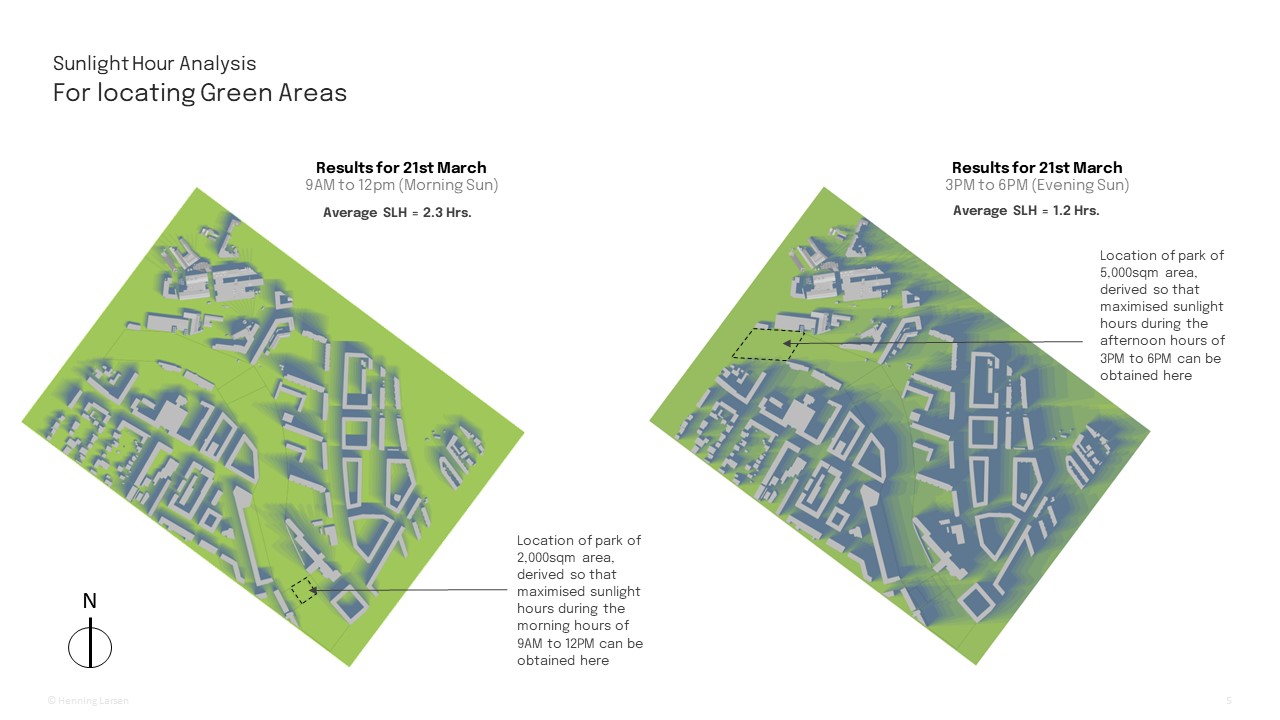 Sunlight Hour Analysis
For locating Green Areas
Results for 21st March
9AM to 12pm (Morning Sun)
Average SLH = 2.3 Hrs.
Results for 21st March
3PM to 6PM (Evening Sun)
Average SLH = 1.2 Hrs.
Location of park of
5,000sqm area,
derived so that
maximised sunlight
hours during the
afternoon hours of
3PM to 6PM can be
obtained here
Location of park of
2,000sqm area,
derived so that
maximised sunlight
hours during the
morning hours of
9AM to 12PM can be
obtained here
N
© Henning Larsen
5